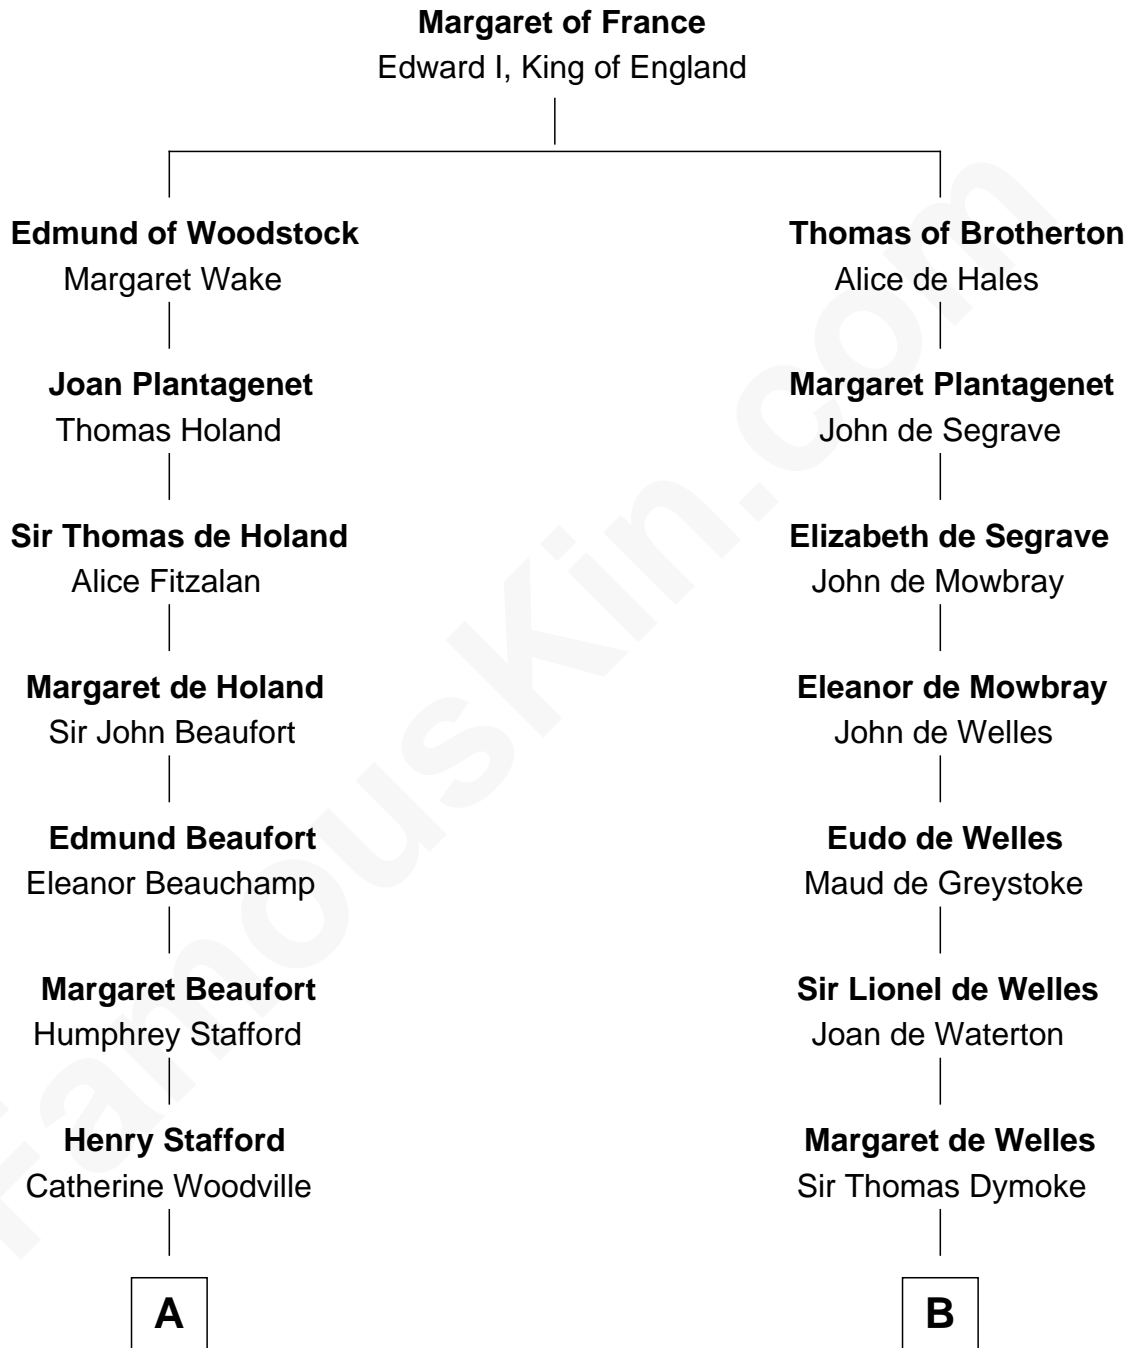 Margaret of France
Edward I, King of England
Edmund of Woodstock
Margaret Wake
Thomas of Brotherton
Alice de Hales
Joan Plantagenet
Thomas Holand
Margaret Plantagenet
John de Segrave
Sir Thomas de Holand
Alice Fitzalan
Elizabeth de Segrave
John de Mowbray
Margaret de Holand
Sir John Beaufort
Eleanor de Mowbray
John de Welles
Edmund Beaufort
Eleanor Beauchamp
Eudo de Welles
Maud de Greystoke
Margaret Beaufort
Humphrey Stafford
Sir Lionel de Welles
Joan de Waterton
Henry Stafford
Catherine Woodville
Margaret de Welles
Sir Thomas Dymoke
A
B
FamousKin.com